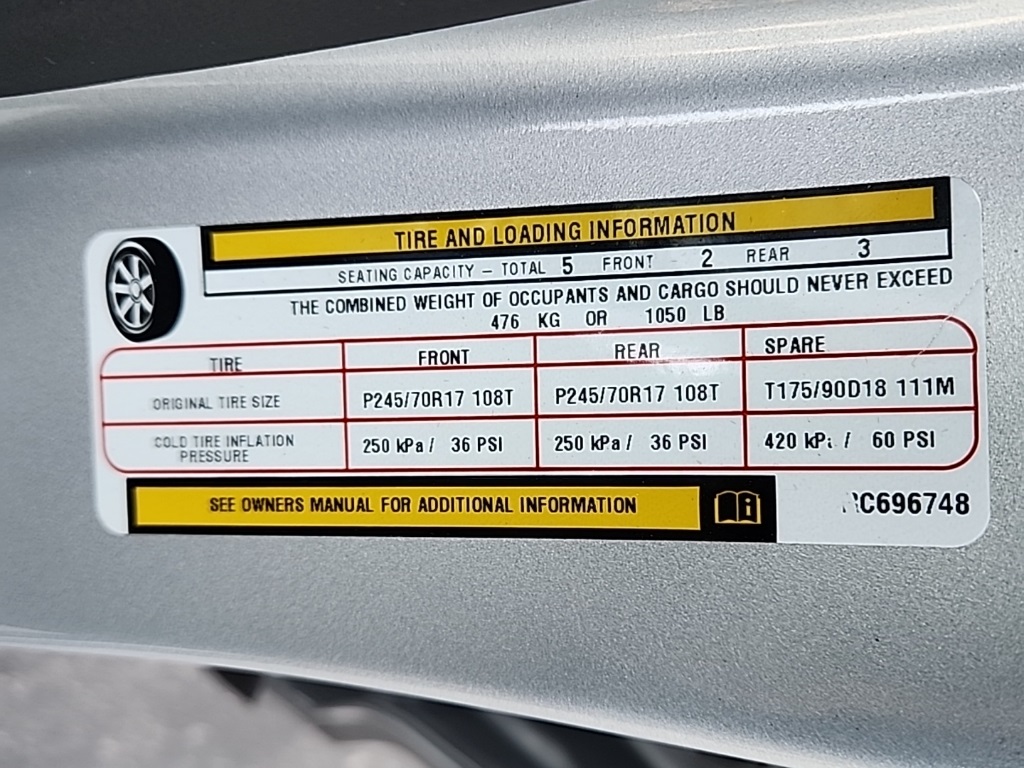 TIRE AND LOADING INFORMATION
SEATING CAPACITY – TOTAL 5 FRONT 2 REAR 3
THE COMBINED WEIGHT OF OCCUPANTS AND CARGO SHOULD NEVER EXCEED
476 KG OR 1050 LB
TIRE FRONT REAR SPARE
ORIGINAL TIRE SIZE P245/70R17 108T P245/70R17 108T T175/90D18 111M
COLD TIRE INFLATION PRESSURE 250 kPa / 36 PSI 250 kPa / 36 PSI 420 kPa / 60 PSI
SEE OWNERS MANUAL FOR ADDITIONAL INFORMATION
C696748